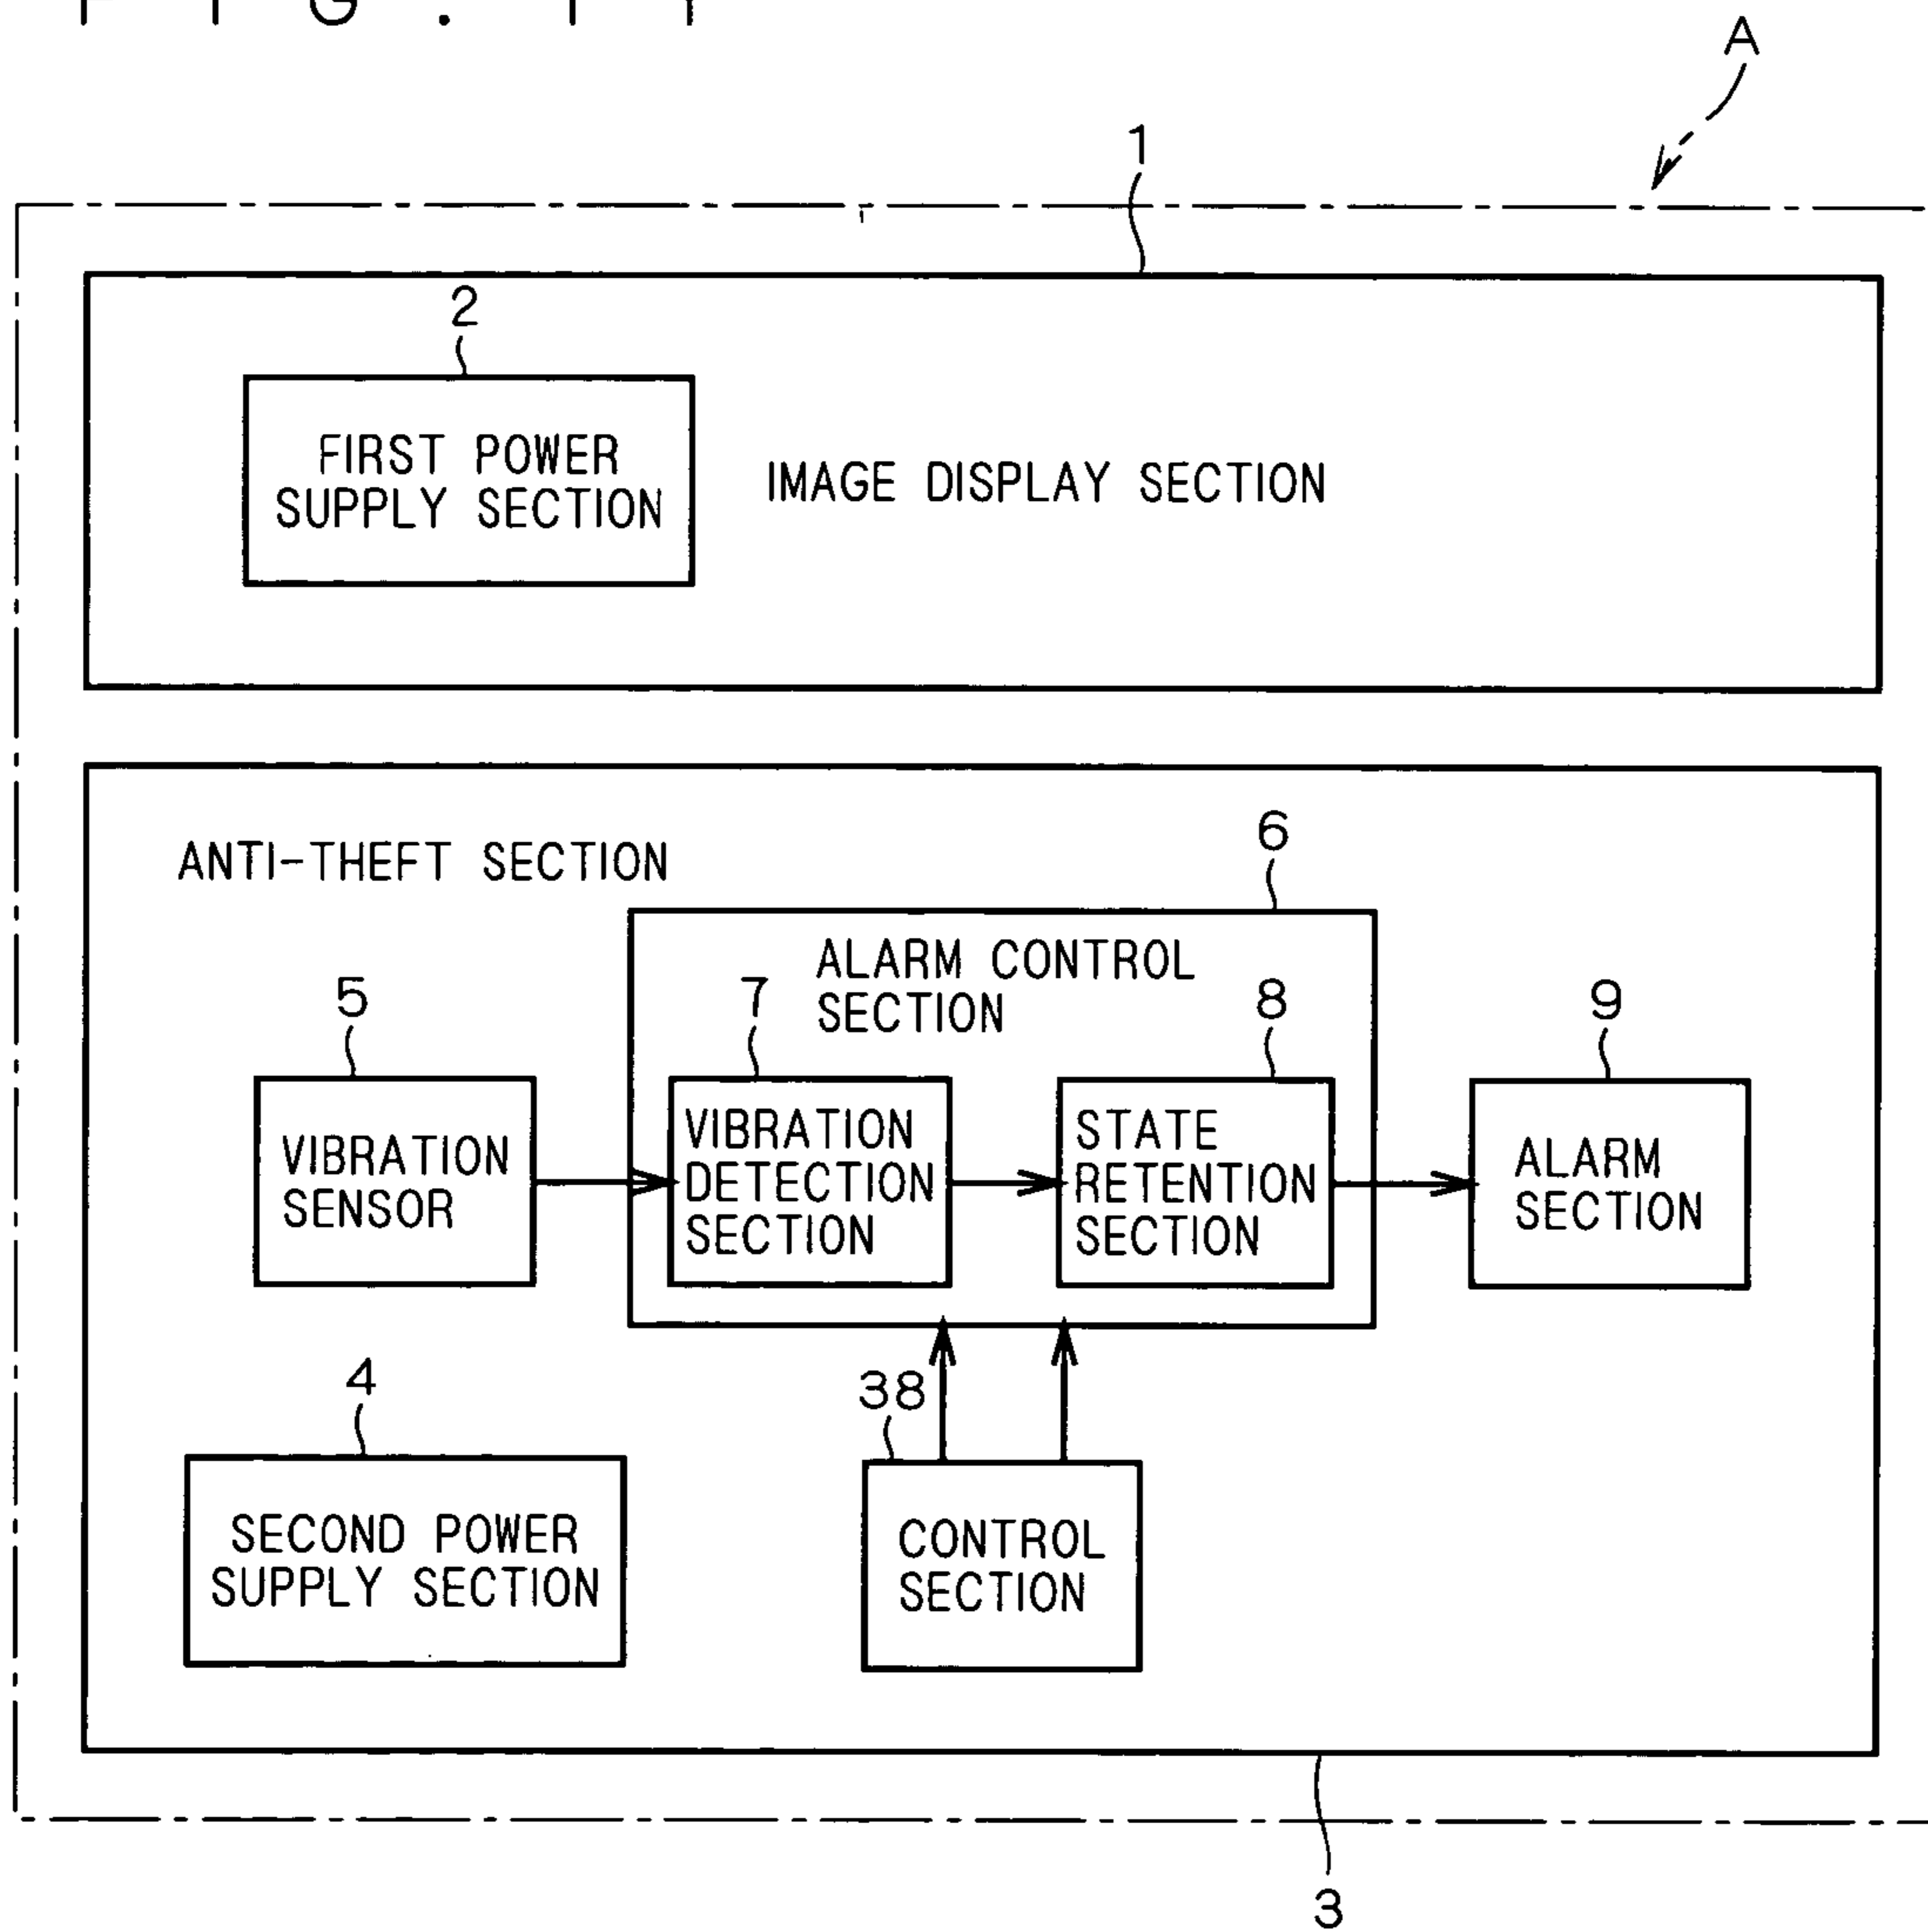 A
1
2
FIRST POWER
SUPPLY SECTION
IMAGE DISPLAY SECTION
ANTI-THEFT SECTION
6
ALARM CONTROL
SECTION
5
7
8
9
VIBRATION
SENSOR
VIBRATION
DETECTION
SECTION
STATE
RETENTION
SECTION
ALARM
SECTION
4
38
SECOND POWER
SUPPLY SECTION
CONTROL
SECTION
3